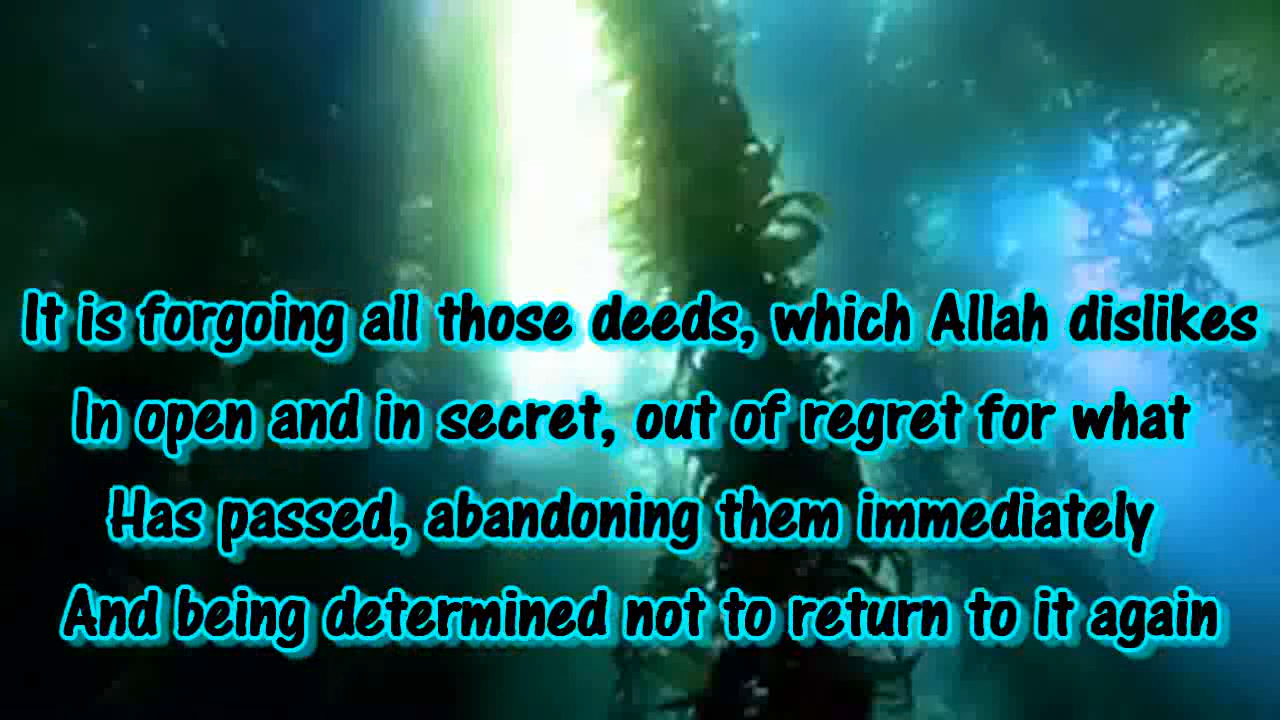 It is forgoing all those deeds, which Allah dislikes
In open and in secret, out of regret for what
Has passed, abandoning them immediately
And being determined not to return to it again